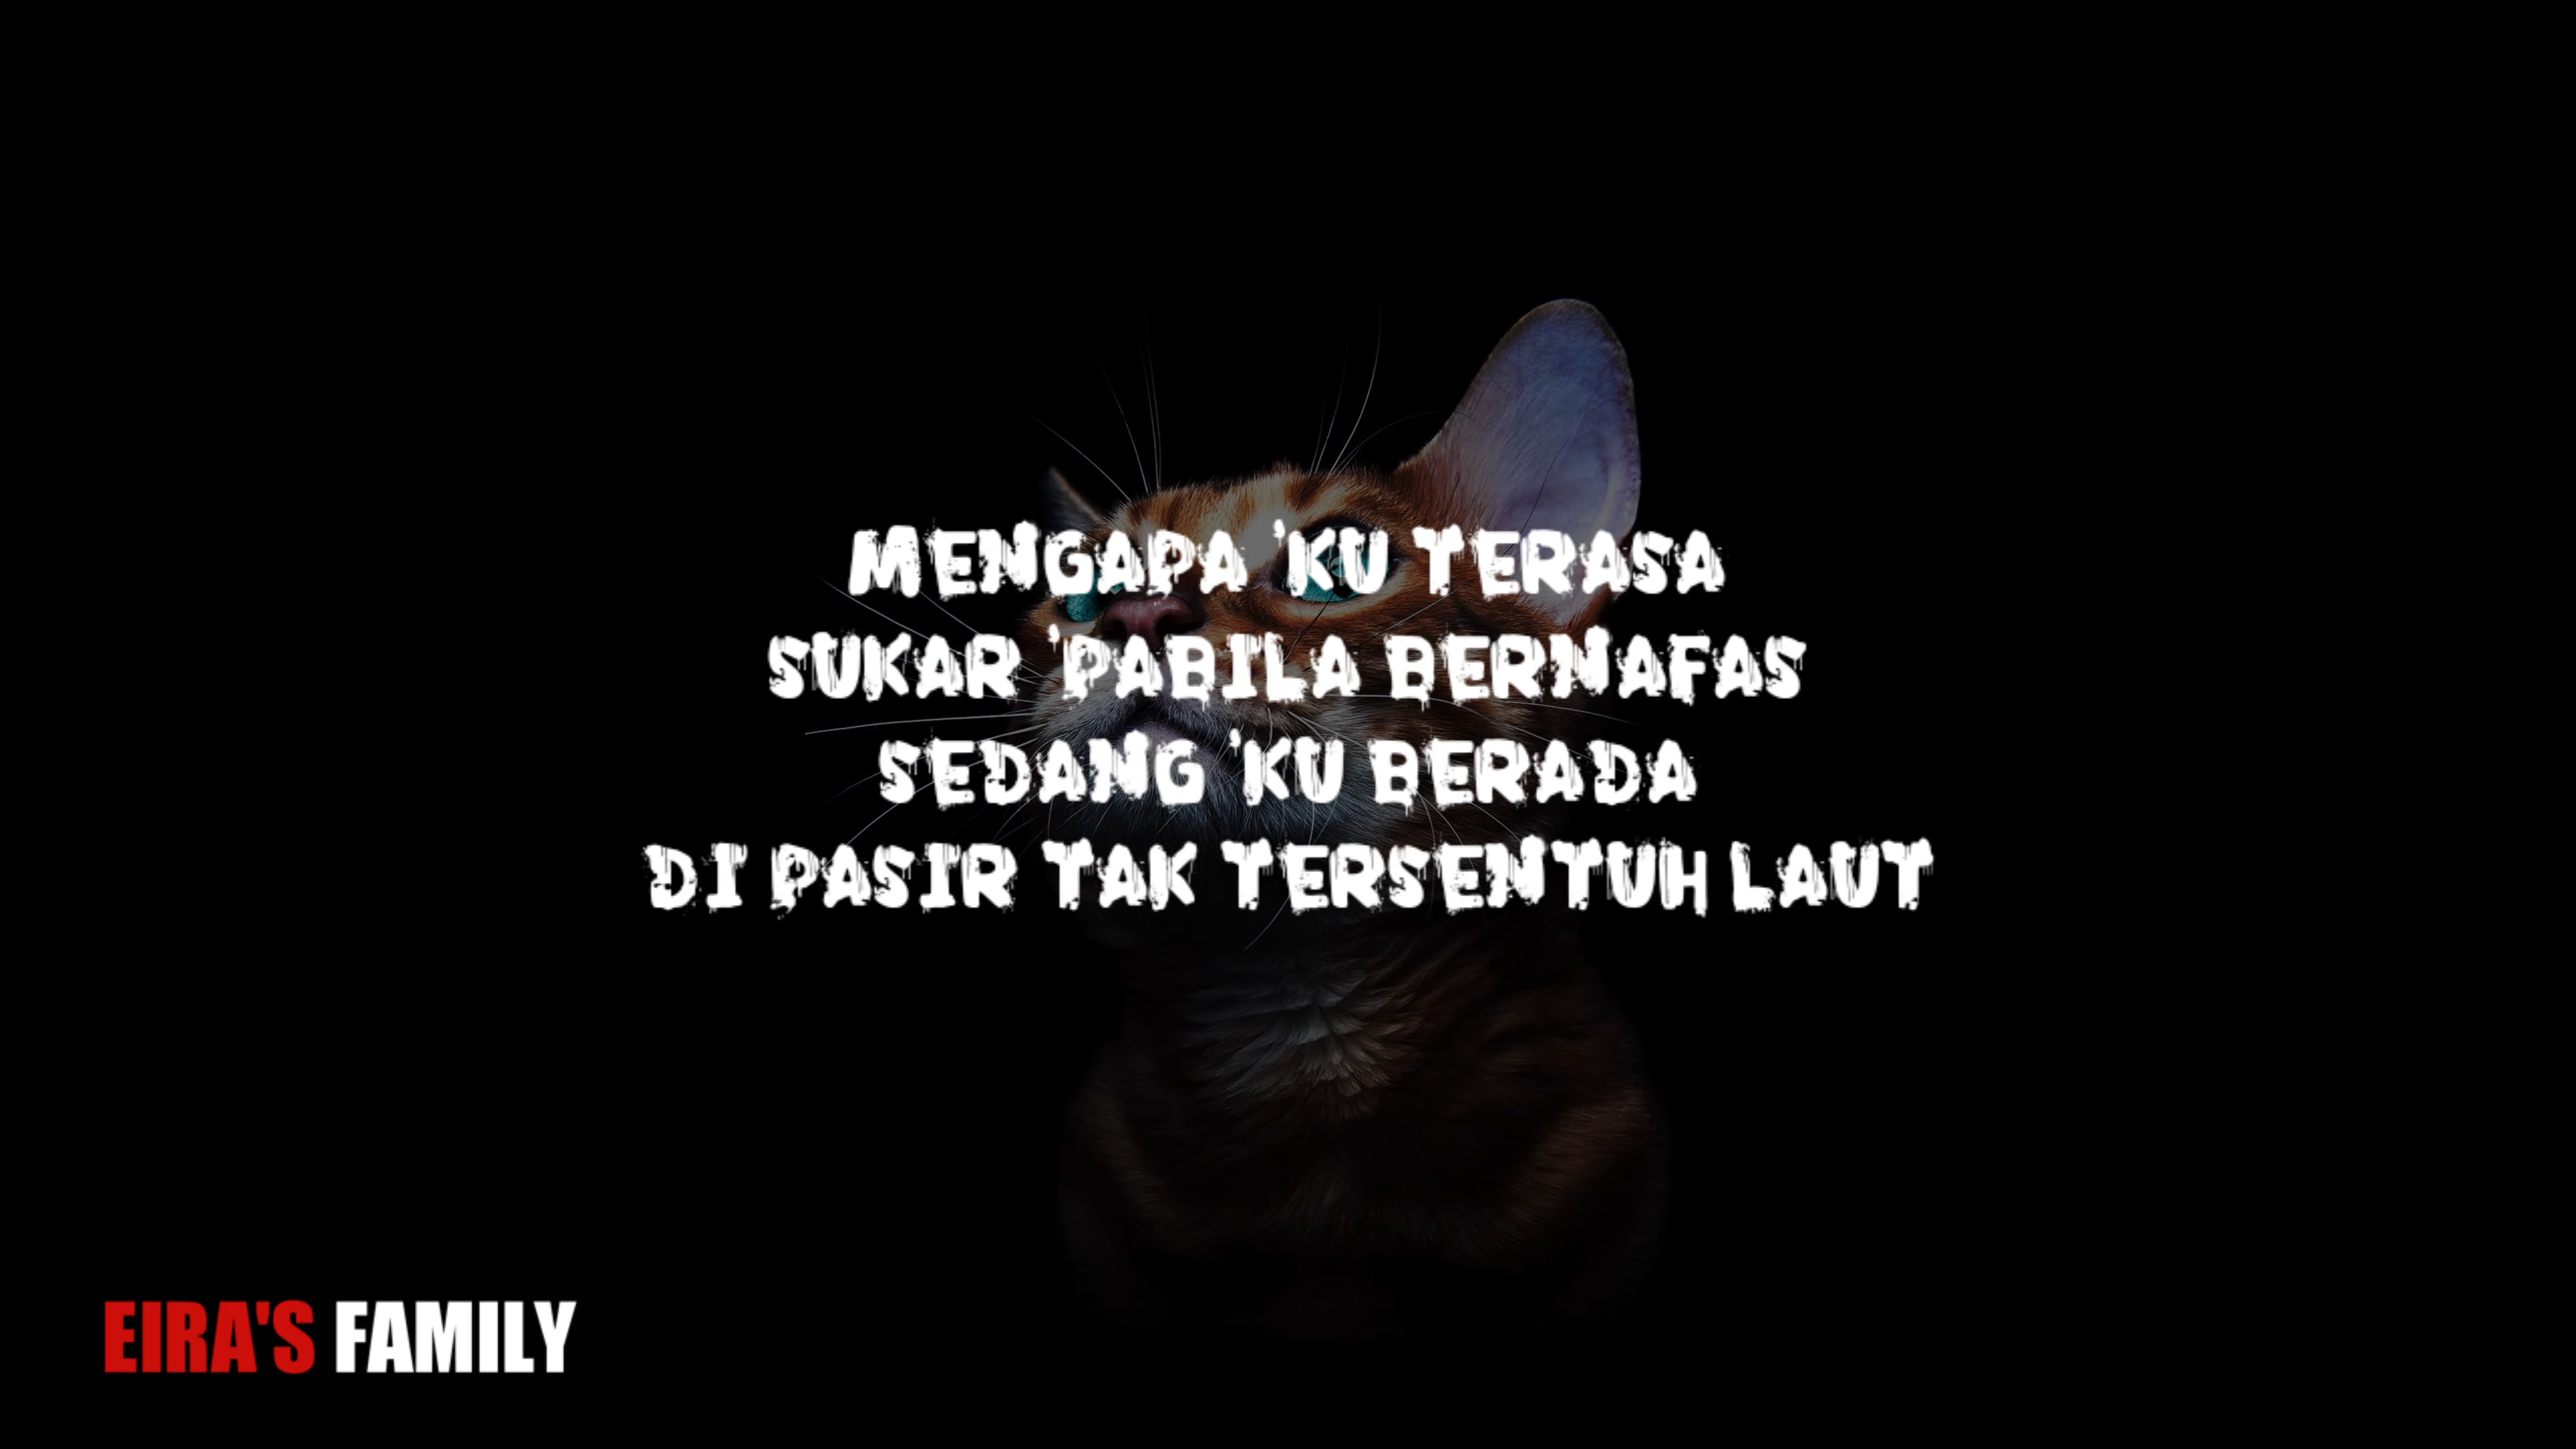 MENGAPA 'KU TERASA
SUKAR 'PABILA BERNAFAS
SEDANG 'KU BERADA
DI PASIR TAK TERSENTUH LAUT
EIRA'S FAMILY